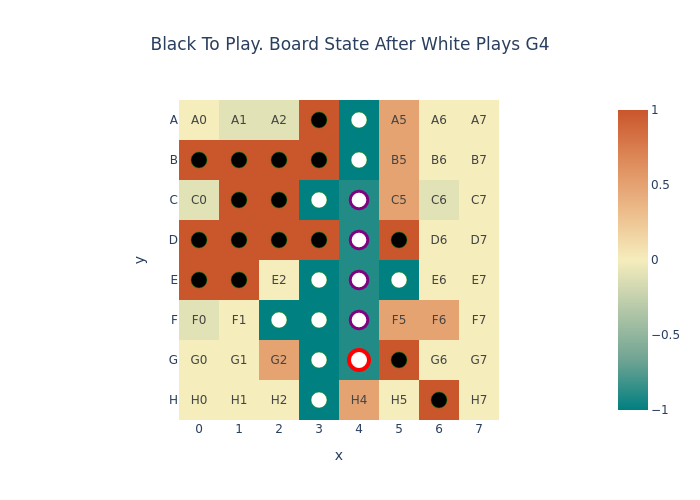 Black To Play. Board State After White Plays G4
A A0 A1 A2 A5 A6 A7
B B5 B6 B7
C C0 C5 C6 C7
D D6 D7
E E2 E6 E7
F F0 F1 F5 F6 F7
G G0 G1 G2 G6 G7
H H0 H1 H2 H4 H5 H7
0 1 2 3 4 5 6 7
x
y
1
0.5
0
−0.5
−1